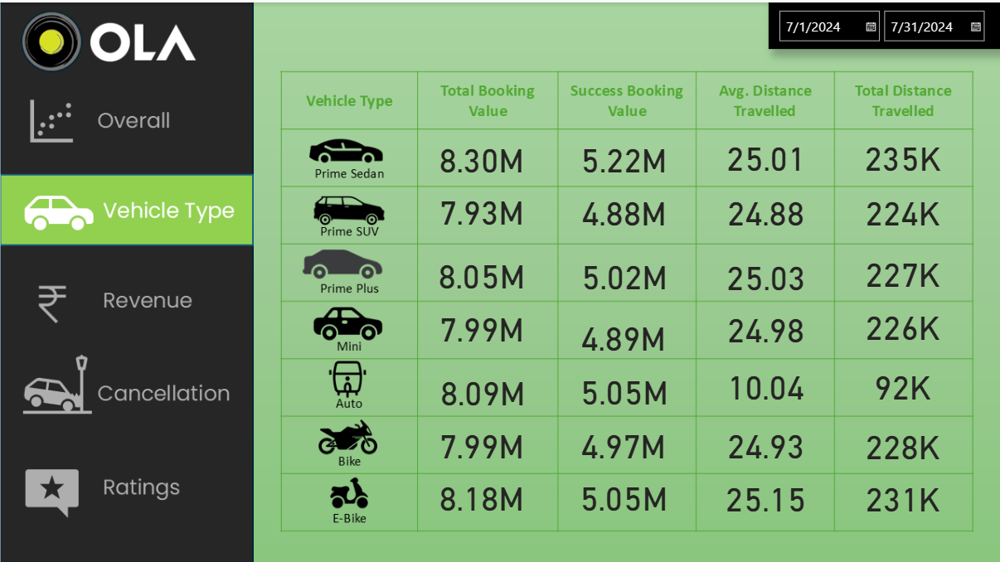 OLA
7/1/2024 7/31/2024
Overall
Vehicle Type
Revenue
Cancellation
Ratings
Vehicle Type Total Booking Value Success Booking Value Avg. Distance Travelled Total Distance Travelled
Prime Sedan 8.30M 5.22M 25.01 235K
Prime SUV 7.93M 4.88M 24.88 224K
Prime Plus 8.05M 5.02M 25.03 227K
Mini 7.99M 4.89M 24.98 226K
Auto 8.09M 5.05M 10.04 92K
Bike 7.99M 4.97M 24.93 228K
E-Bike 8.18M 5.05M 25.15 231K